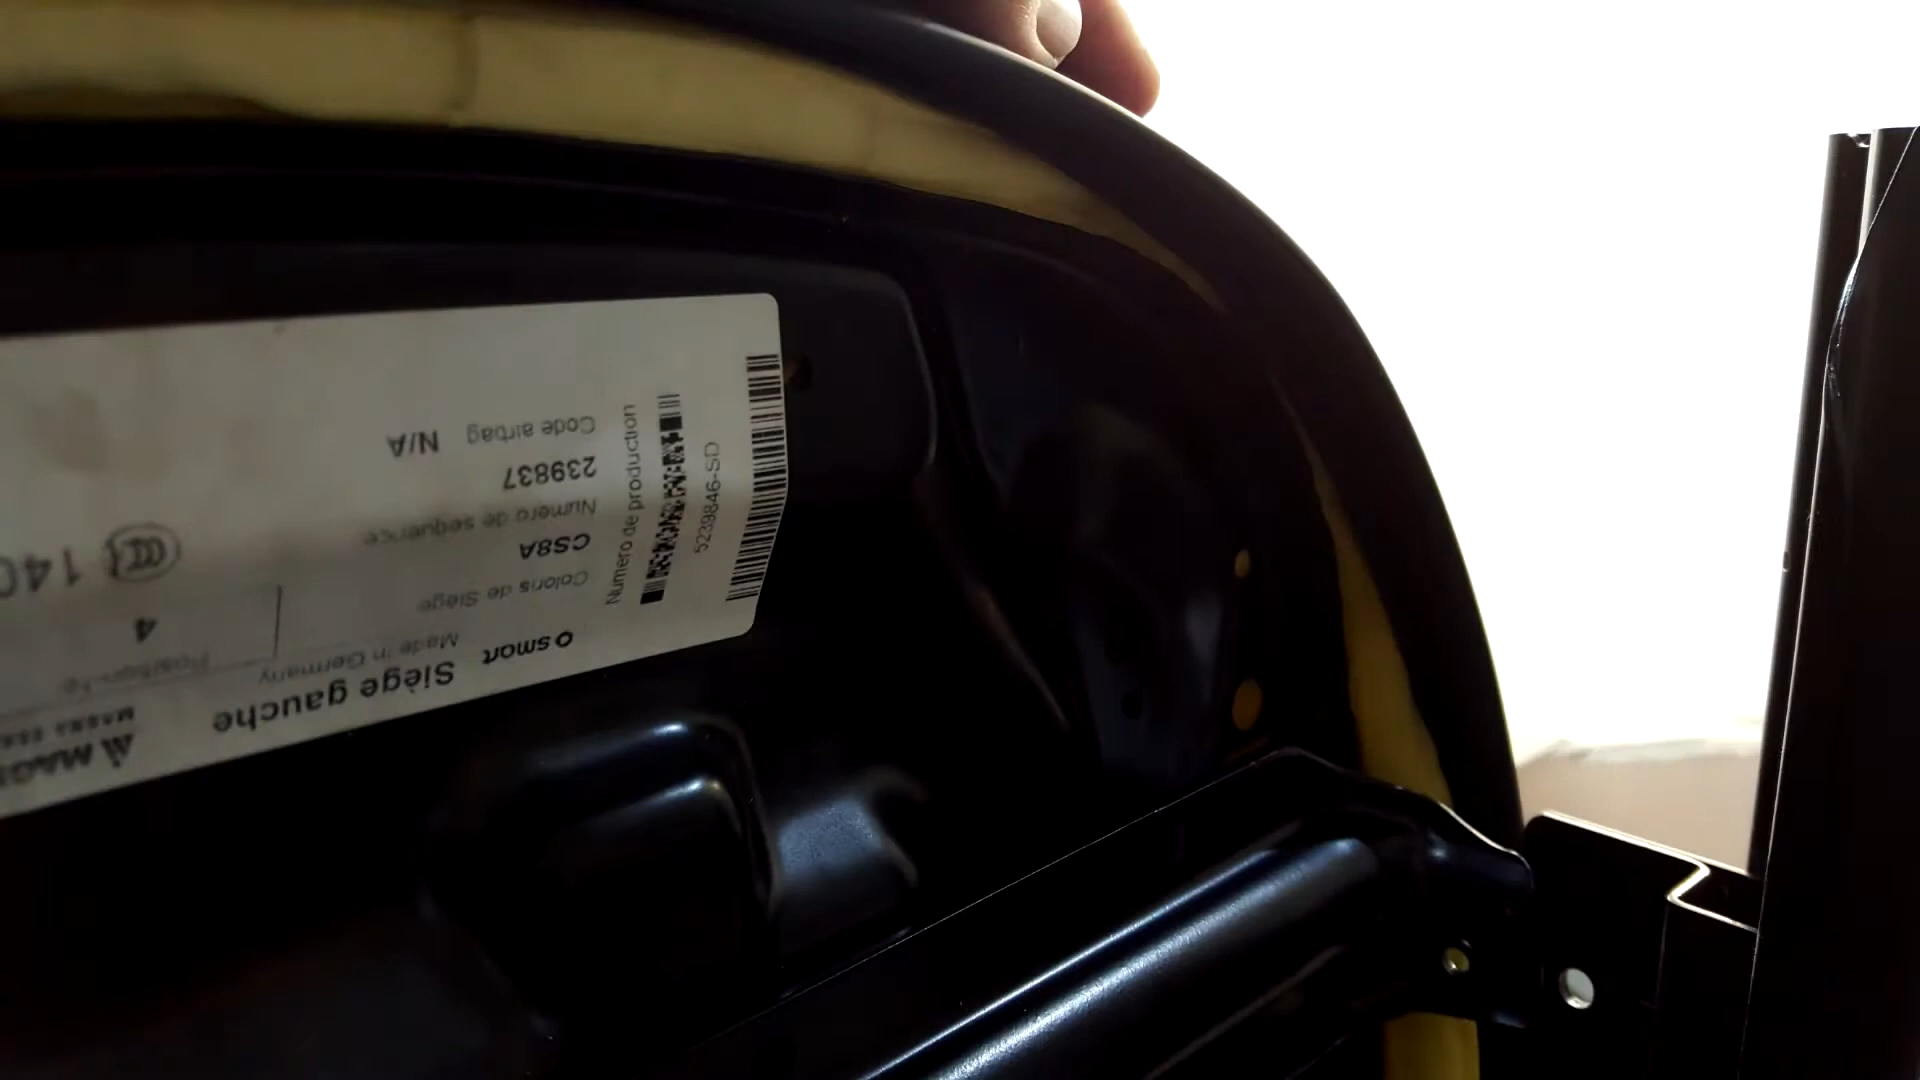 smart Siège gauche
Made in Germany
Coloris de Siège
CS8A
Numero de sequence
239837
Code airbag N/A
4
Numero de production
5239846-SD